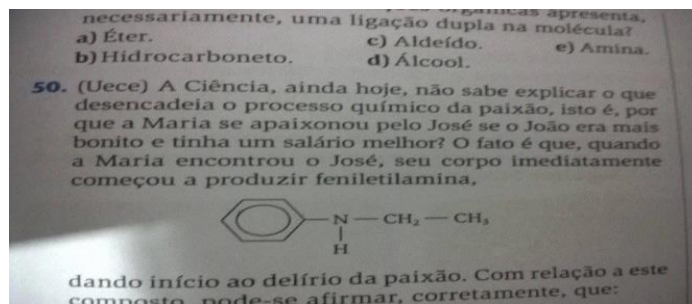 apresenta,
necessariamente, uma ligação dupla na molécula?
a) Éter. c) Aldeído. e) Amina.
b) Hidrocarboneto. d) Álcool.
50. (Uece) A Ciência, ainda hoje, não sabe explicar o que
desencadeia o processo químico da paixão, isto é, por
que a Maria se apaixonou pelo José se o João era mais
bonito e tinha um salário melhor? O fato é que, quando
a Maria encontrou o José, seu corpo imediatamente
começou a produzir feniletilamina,
N — CH₂ — CH₃
H
dando início ao delírio da paixão. Com relação a este
composto, pode-se afirmar, corretamente, que: